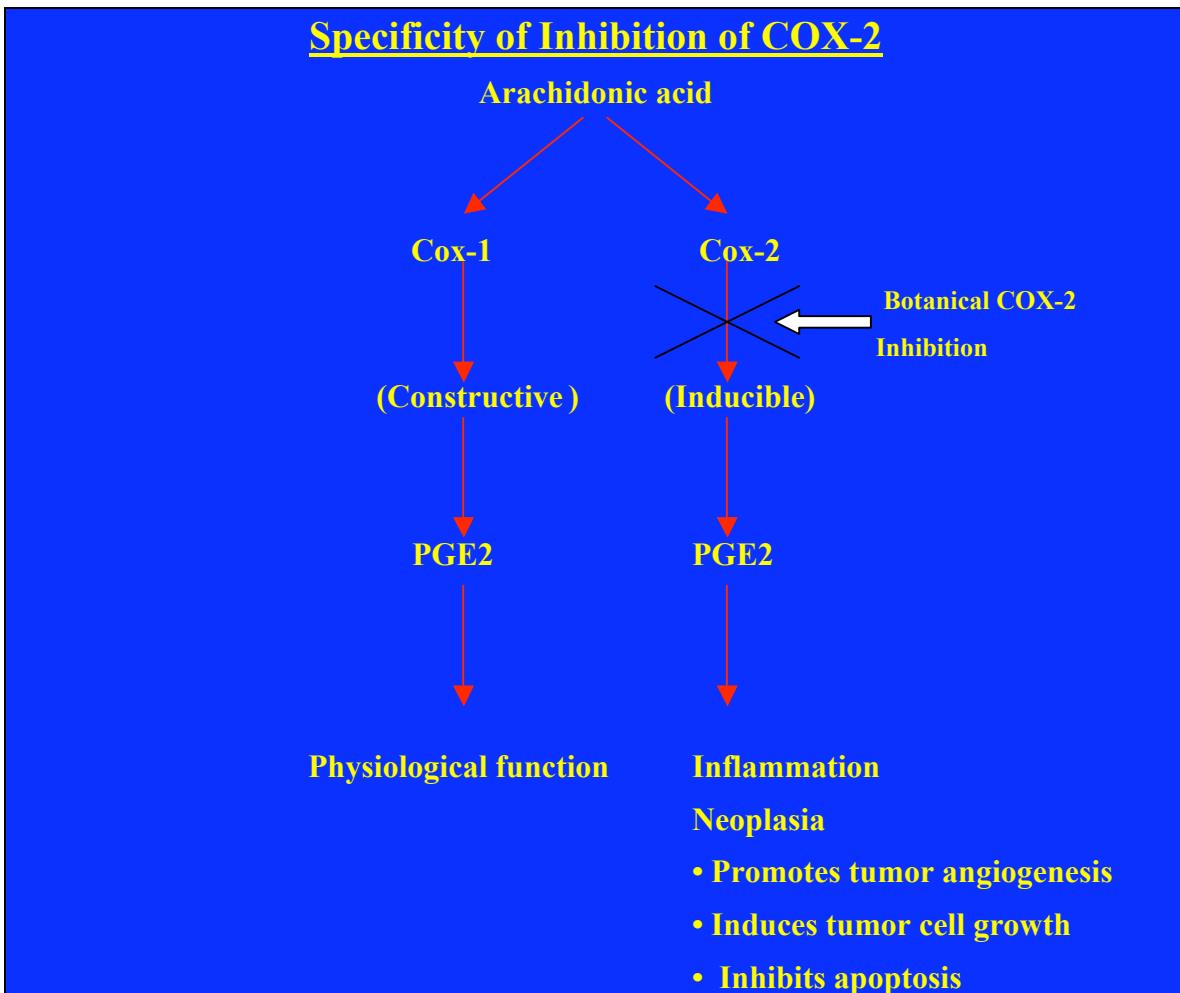 Specificity of Inhibition of COX-2
Arachidonic acid
Cox-1 Cox-2
Botanical COX-2
Inhibition
(Constructive ) (Inducible)
PGE2 PGE2
Physiological function Inflammation
Neoplasia
• Promotes tumor angiogenesis
• Induces tumor cell growth
• Inhibits apoptosis